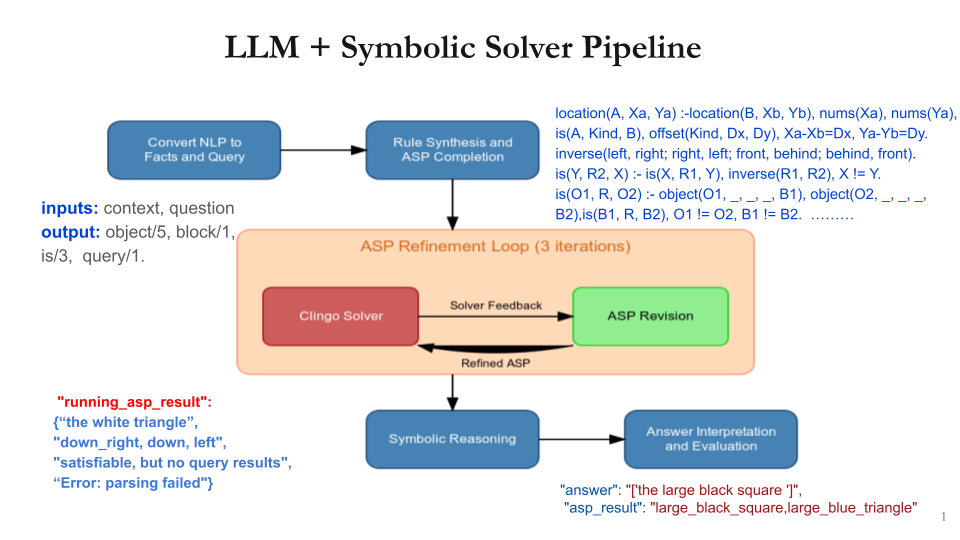 LLM + Symbolic Solver Pipeline
Convert NLP to
Facts and Query
Rule Synthesis and
ASP Completion
location(A, Xa, Ya) :-location(B, Xb, Yb), nums(Xa), nums(Ya),
is(A, Kind, B), offset(Kind, Dx, Dy), Xa-Xb=Dx, Ya-Yb=Dy.
inverse(left, right; right, left; front, behind; behind, front).
is(Y, R2, X) :- is(X, R1, Y), inverse(R1, R2), X != Y.
is(O1, R, O2) :- object(O1, _, _, _, B1), object(O2, _, _, _,
B2),is(B1, R, B2), O1 != O2, B1 != B2. ………
inputs: context, question
output: object/5, block/1,
is/3, query/1.
ASP Refinement Loop (3 iterations)
Clingo Solver
Solver Feedback
ASP Revision
Refined ASP
"running_asp_result":
{“the white triangle”,
"down_right, down, left",
"satisfiable, but no query results",
“Error: parsing failed"}
Symbolic Reasoning
Answer Interpretation
and Evaluation
"answer": "['the large black square ']",
"asp_result": "large_black_square,large_blue_triangle"
1